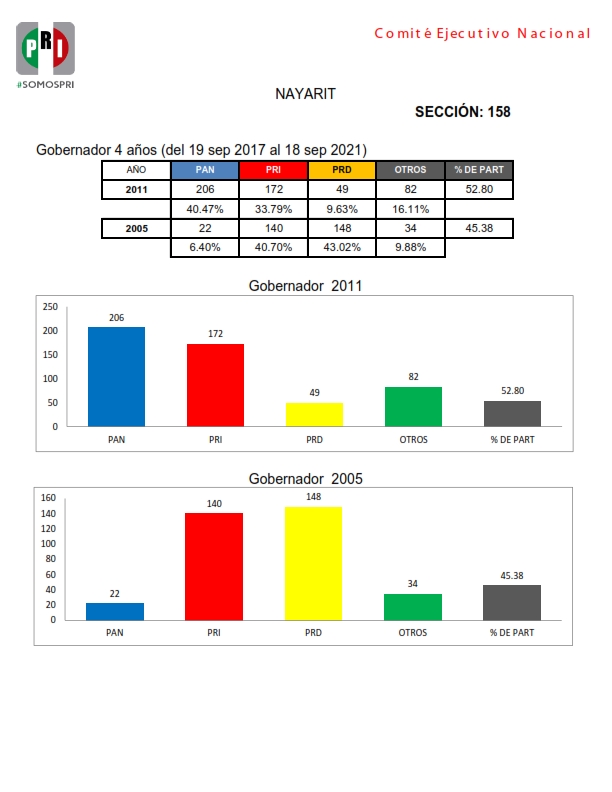 Comité Ejecutivo Nacional
PRI
#SOMOSPRI
NAYARIT
SECCIÓN: 158
Gobernador 4 años (del 19 sep 2017 al 18 sep 2021)
AÑO PAN PRI PRD OTROS % DE PART
2011 206 172 49 82 52.80
40.47% 33.79% 9.63% 16.11%
2005 22 140 148 34 45.38
6.40% 40.70% 43.02% 9.88%
Gobernador 2011
250
200
150
100
50
0
206
172
49
82
52.80
PAN PRI PRD OTROS % DE PART
Gobernador 2005
160
140
120
100
80
60
40
20
0
22
140
148
34
45.38
PAN PRI PRD OTROS % DE PART